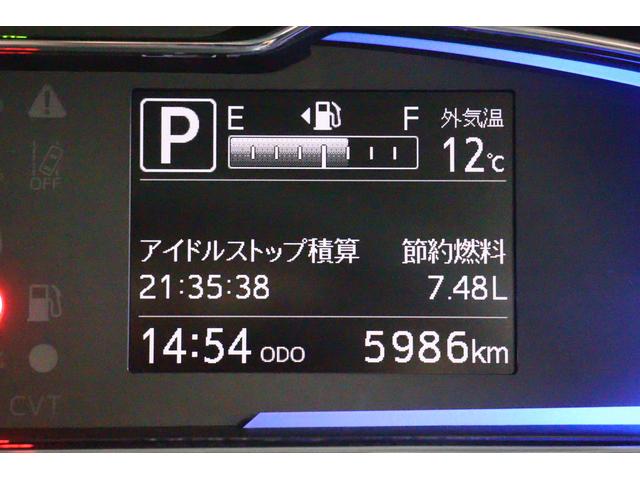 P E F 外気温
12℃
OFF
アイドルストップ積算 節約燃料
21:35:38 7.48L
14:54 ODO 5986km
CVT